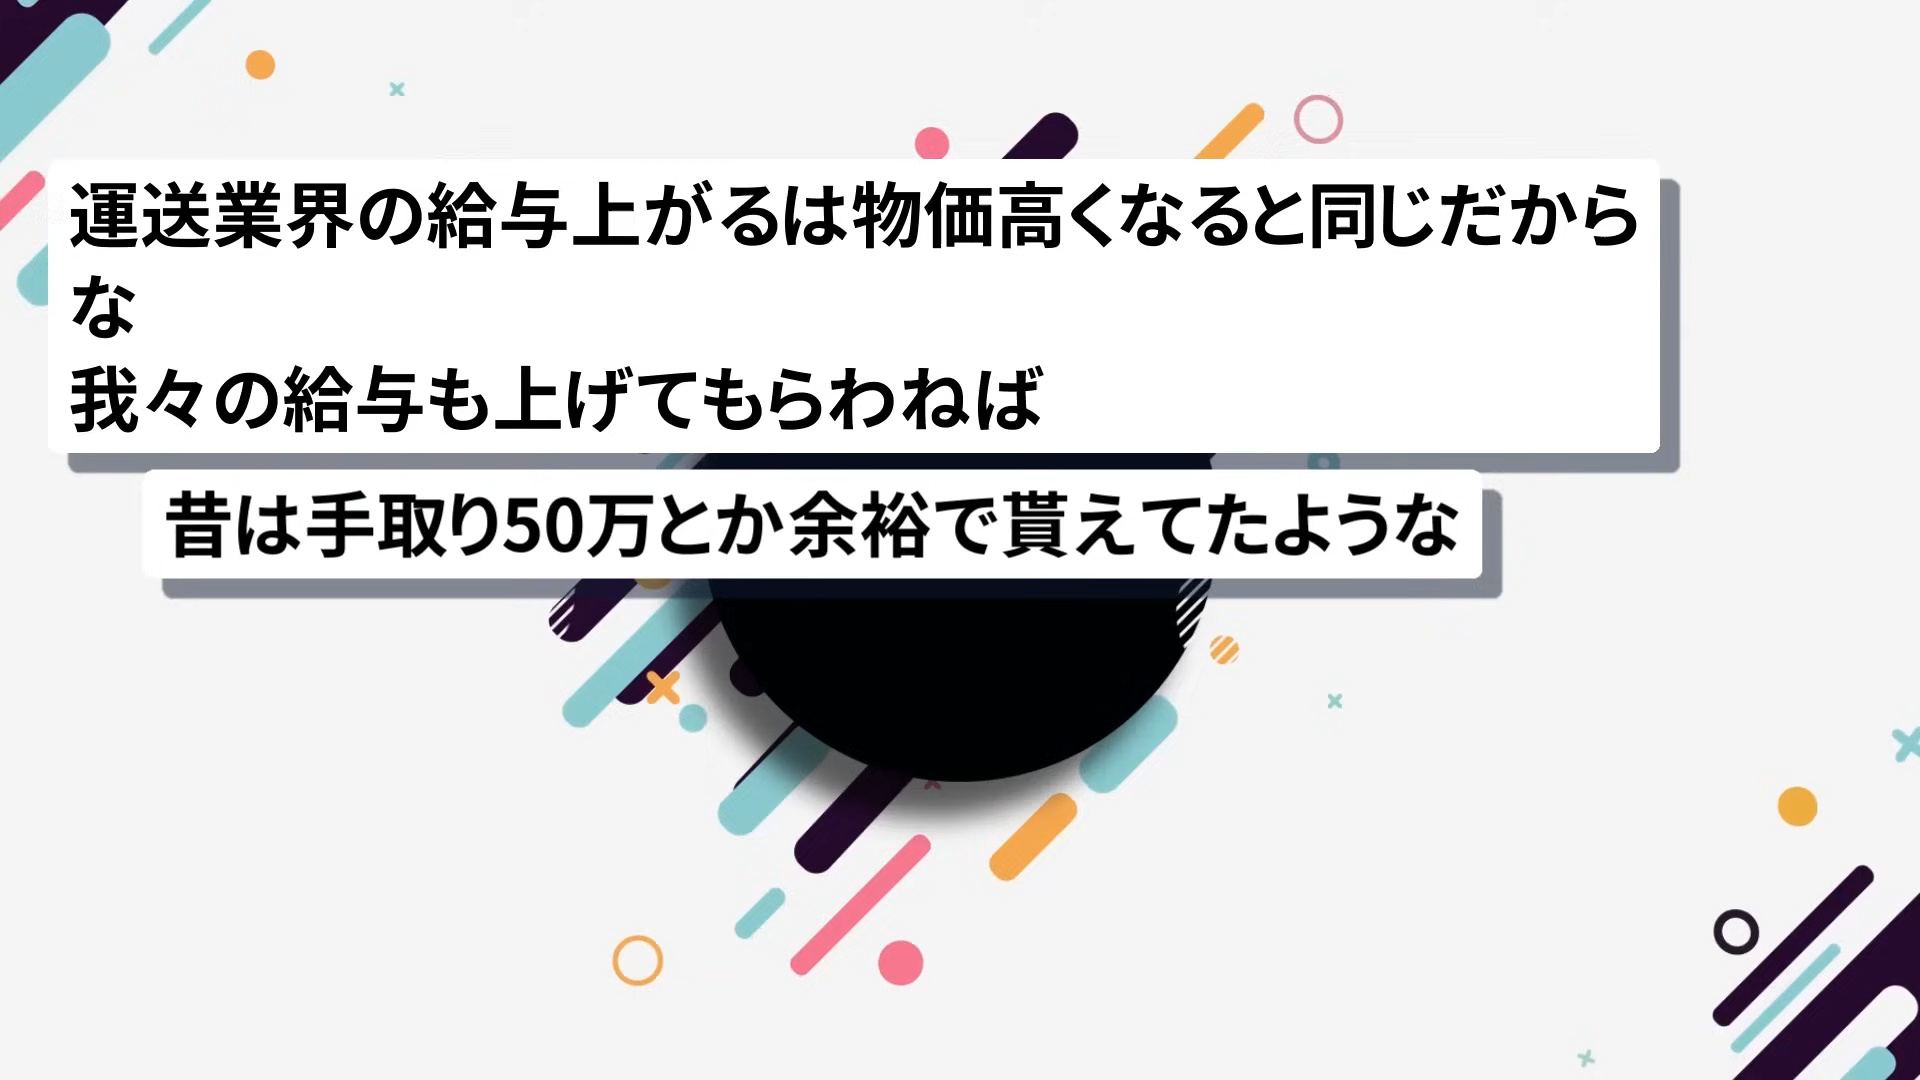 運送業界の給与上がるは物価高くなると同じだから
な
我々の給与も上げてもらわねば
昔は手取り50万とか余裕で貰えてたような